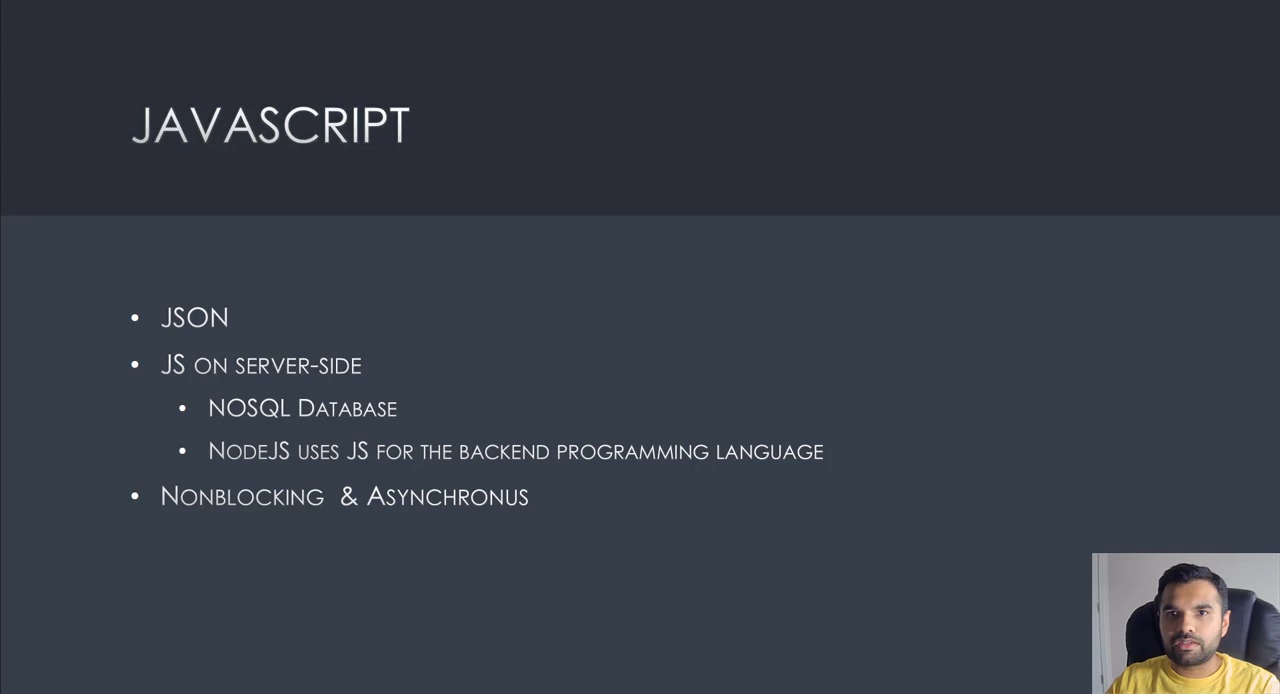 JAVASCRIPT
• JSON
• JS ON SERVER-SIDE
• NOSQL DATABASE
• NODEJS USES JS FOR THE BACKEND PROGRAMMING LANGUAGE
• NONBLOCKING & ASYNCHRONUS